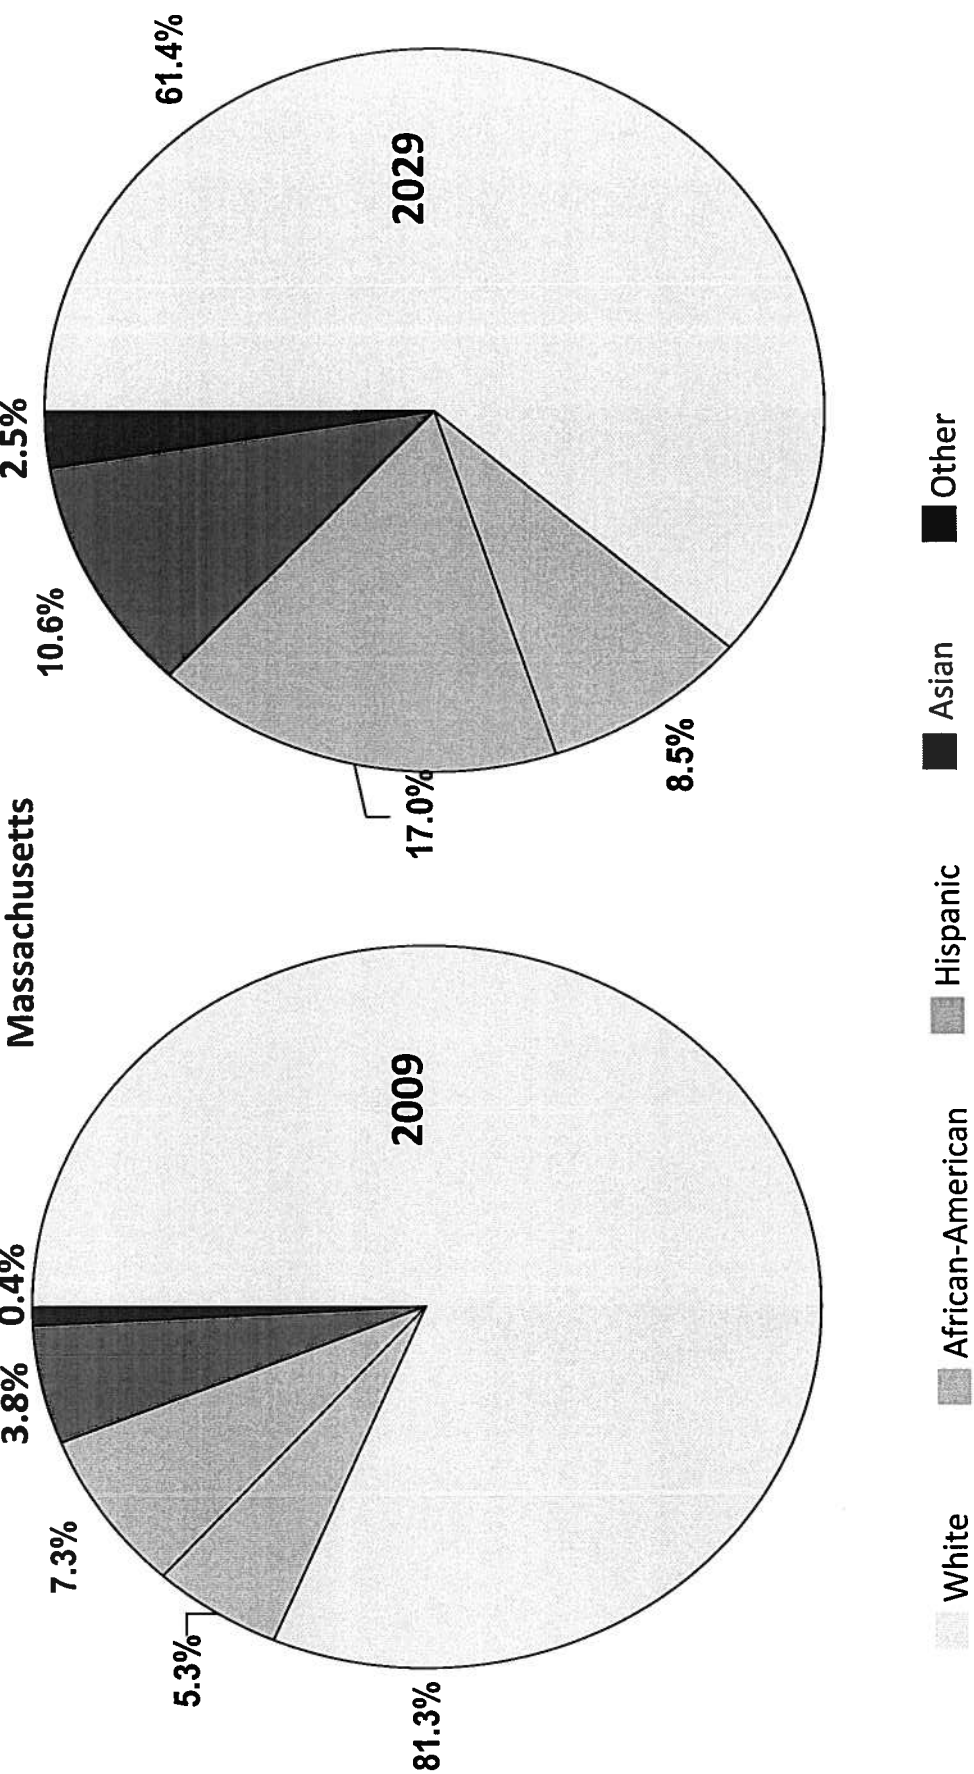 Massachusetts
3.8%
0.4%
7.3%
5.3%
81.3%
2009
2.5%
10.6%
17.0%
8.5%
61.4%
2029
White
African-American
Hispanic
Asian
Other